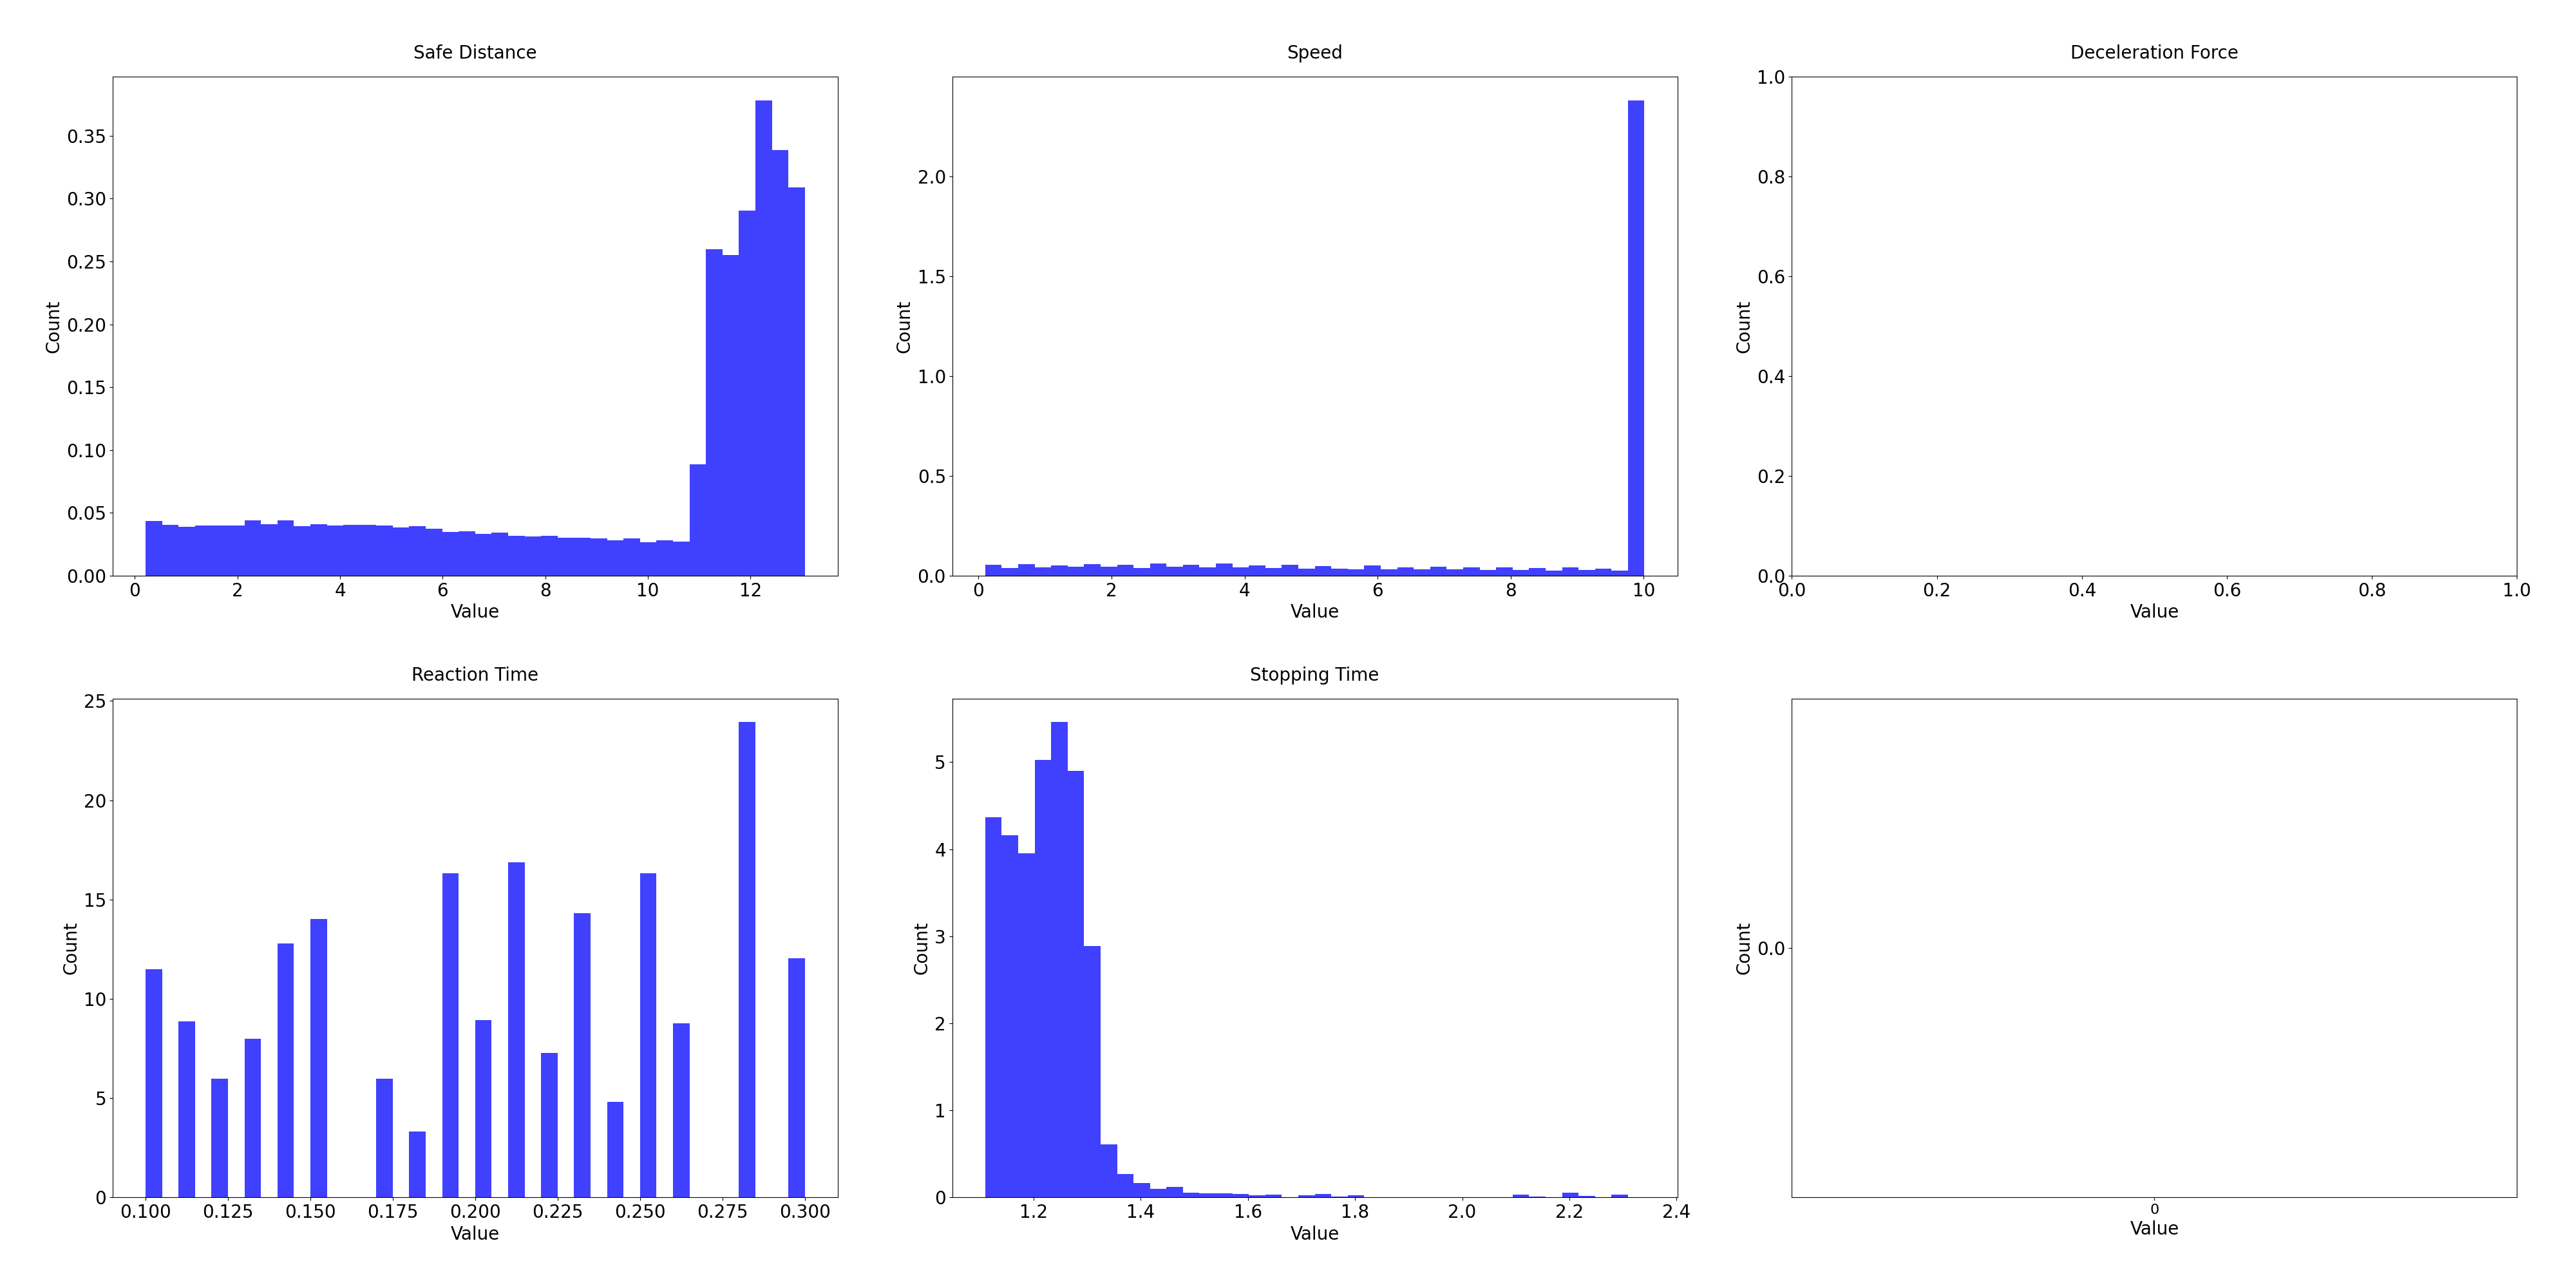 Safe Distance
Count
0.35
0.30
0.25
0.20
0.15
0.10
0.05
0.00
0 2 4 6 8 10 12
Value
Speed
Count
2.0
1.5
1.0
0.5
0.0
0 2 4 6 8 10
Value
Deceleration Force
Count
1.0
0.8
0.6
0.4
0.2
0.0
0.0 0.2 0.4 0.6 0.8 1.0
Value
Reaction Time
Count
25
20
15
10
5
0
0.100 0.125 0.150 0.175 0.200 0.225 0.250 0.275 0.300
Value
Stopping Time
Count
5
4
3
2
1
0
1.2 1.4 1.6 1.8 2.0 2.2 2.4
Value
Count
0.0
0
Value